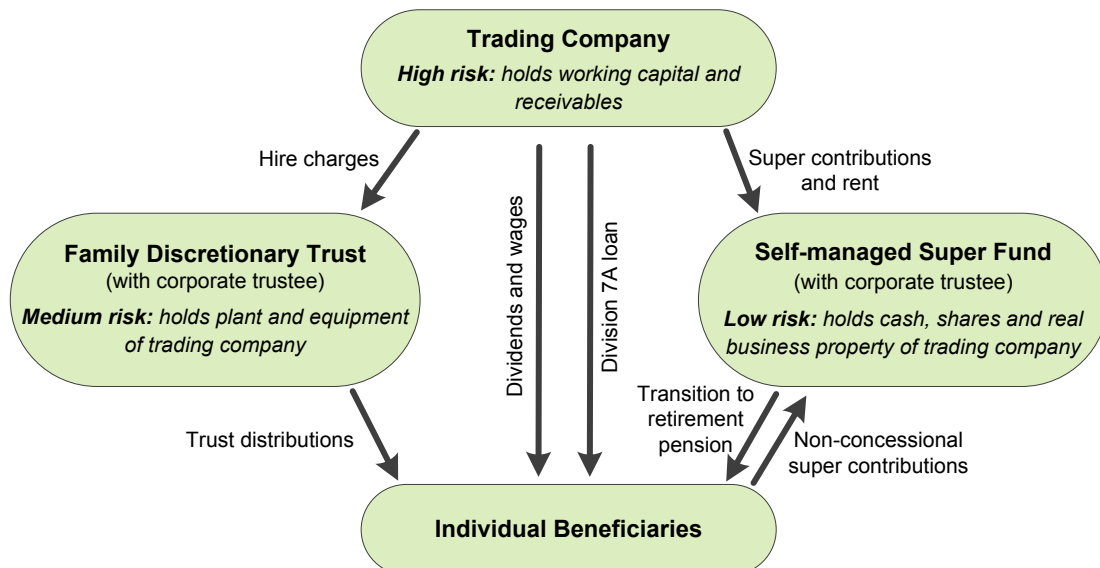 Trading Company
High risk: holds working capital and
receivables
Hire charges
Dividends and wages
Division 7A loan
Super contributions
and rent
Family Discretionary Trust
(with corporate trustee)
Medium risk: holds plant and equipment
of trading company
Self-managed Super Fund
(with corporate trustee)
Low risk: holds cash, shares and real
business property of trading company
Trust distributions
Transition to
retirement
pension
Non-concessional
super contributions
Individual Beneficiaries